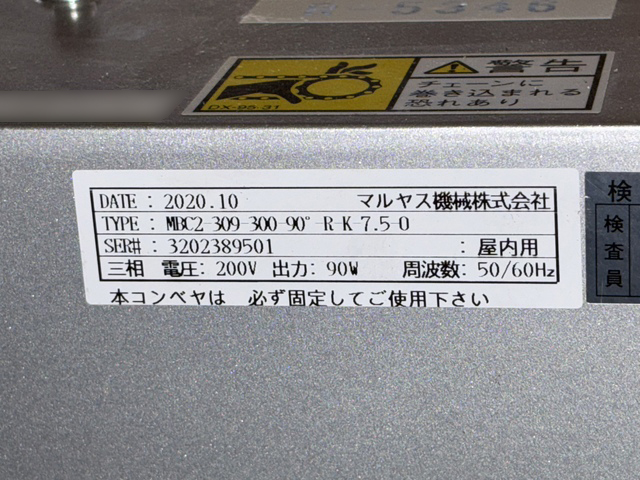 5345
警告
チェーンに
巻き込まれる
恐れあり
DX-95-31
DATE : 2020.10 マルヤス機械株式会社
TYPE : MBC2-309-300-90°-R-K-7.5-O
SER# : 3202389501 : 屋内用
三相 電圧: 200V 出力: 90W 周波数: 50/60Hz
本コンベヤは 必ず固定してご使用下さい
検
検査員